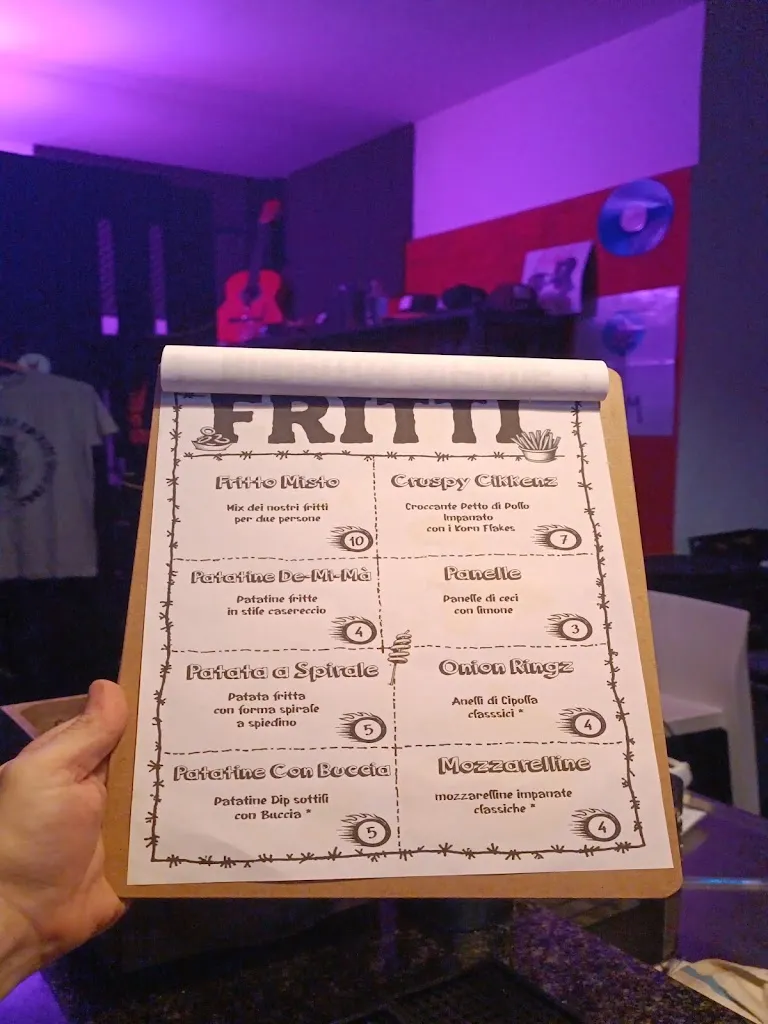 FRITTI
Fritto Misto
Mix dei nostri fritti
per due persone
10
Cruspy Cikkenz
Croccante Petto di Pollo
Impanato
con i Korn Flakes
7
Patatine De-Mi-Mà
Patatine fritte
in stile casereccio
4
Panelle
Panelle di ceci
con limone
3
Patata a Spirale
Patata fritta
con forma spirale
a spiedino
5
Onion Ringz
Anelli di Cipolla
classsici *
4
Patatine Con Buccia
Patatine Dip sottili
con Buccia *
5
Mozzarelline
mozzarelline impanate
classiche *
4